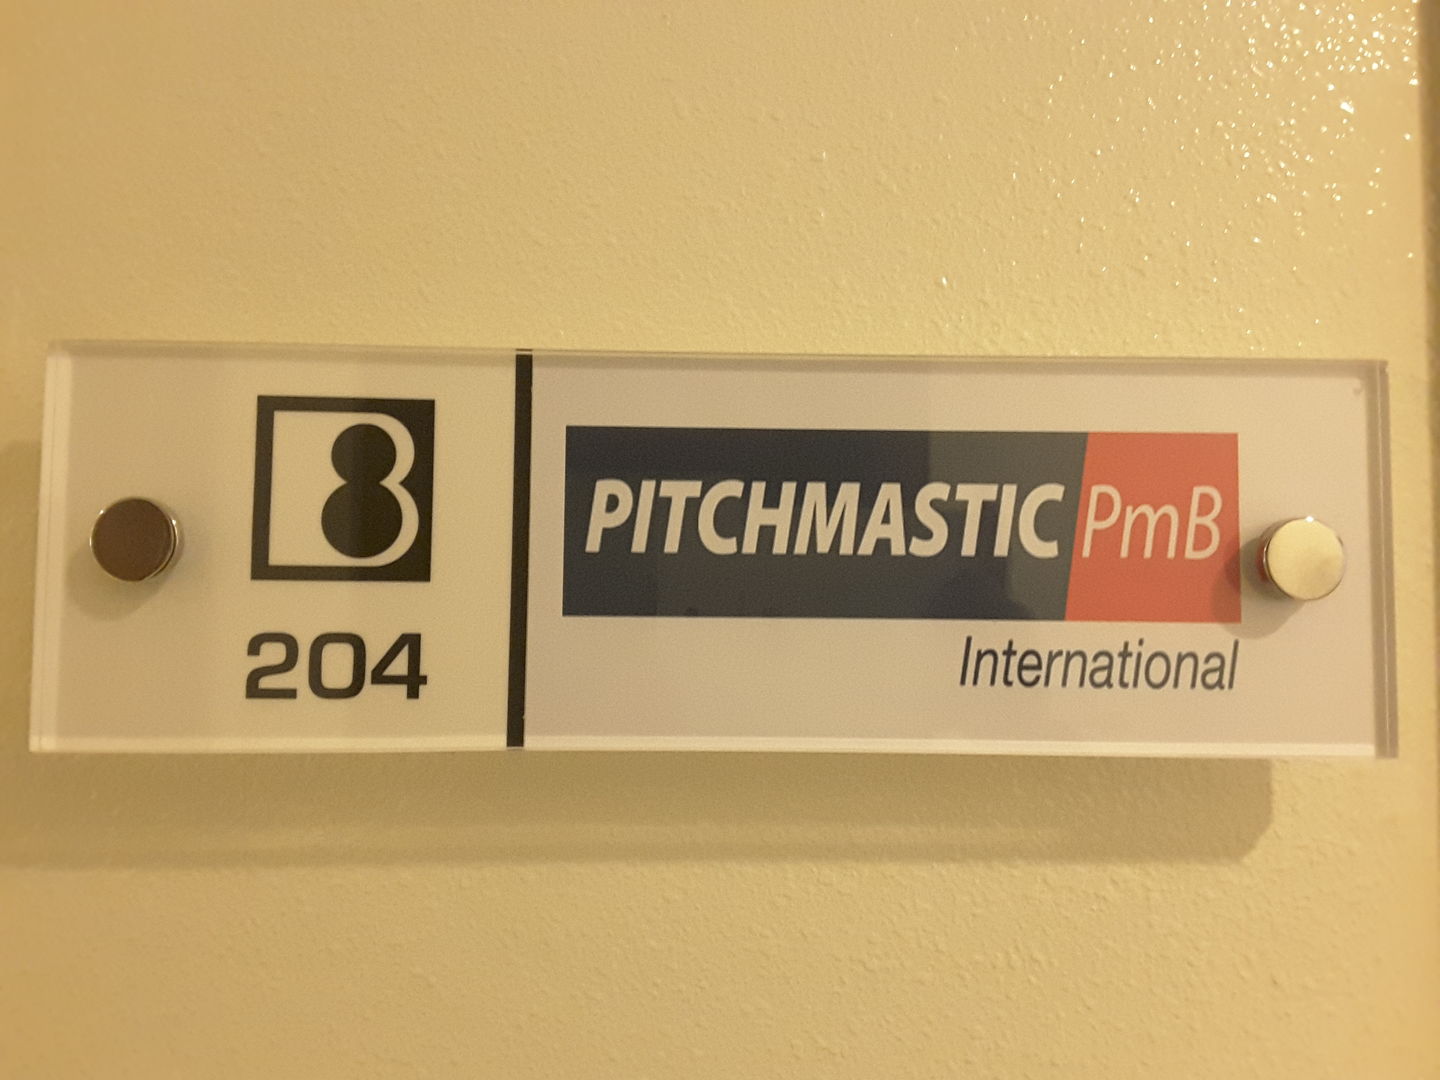 B
204
PITCHMASTIC PmB
International